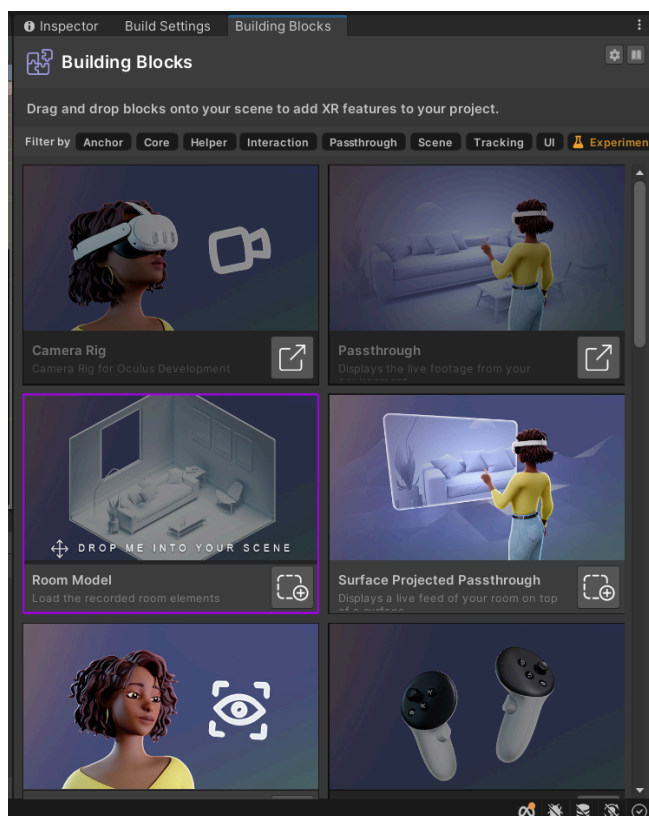 Inspector
Build Settings
Building Blocks
Building Blocks
Drag and drop blocks onto your scene to add XR features to your project.
Filter by
Anchor
Core
Helper
Interaction
Passthrough
Scene
Tracking
UI
Experimen
Camera Rig
Camera Rig for Oculus Development
Passthrough
Displays the live footage from your
DROP ME INTO YOUR SCENE
Room Model
Load the recorded room elements
Surface Projected Passthrough
Displays a live feed of your room on top
of a surface